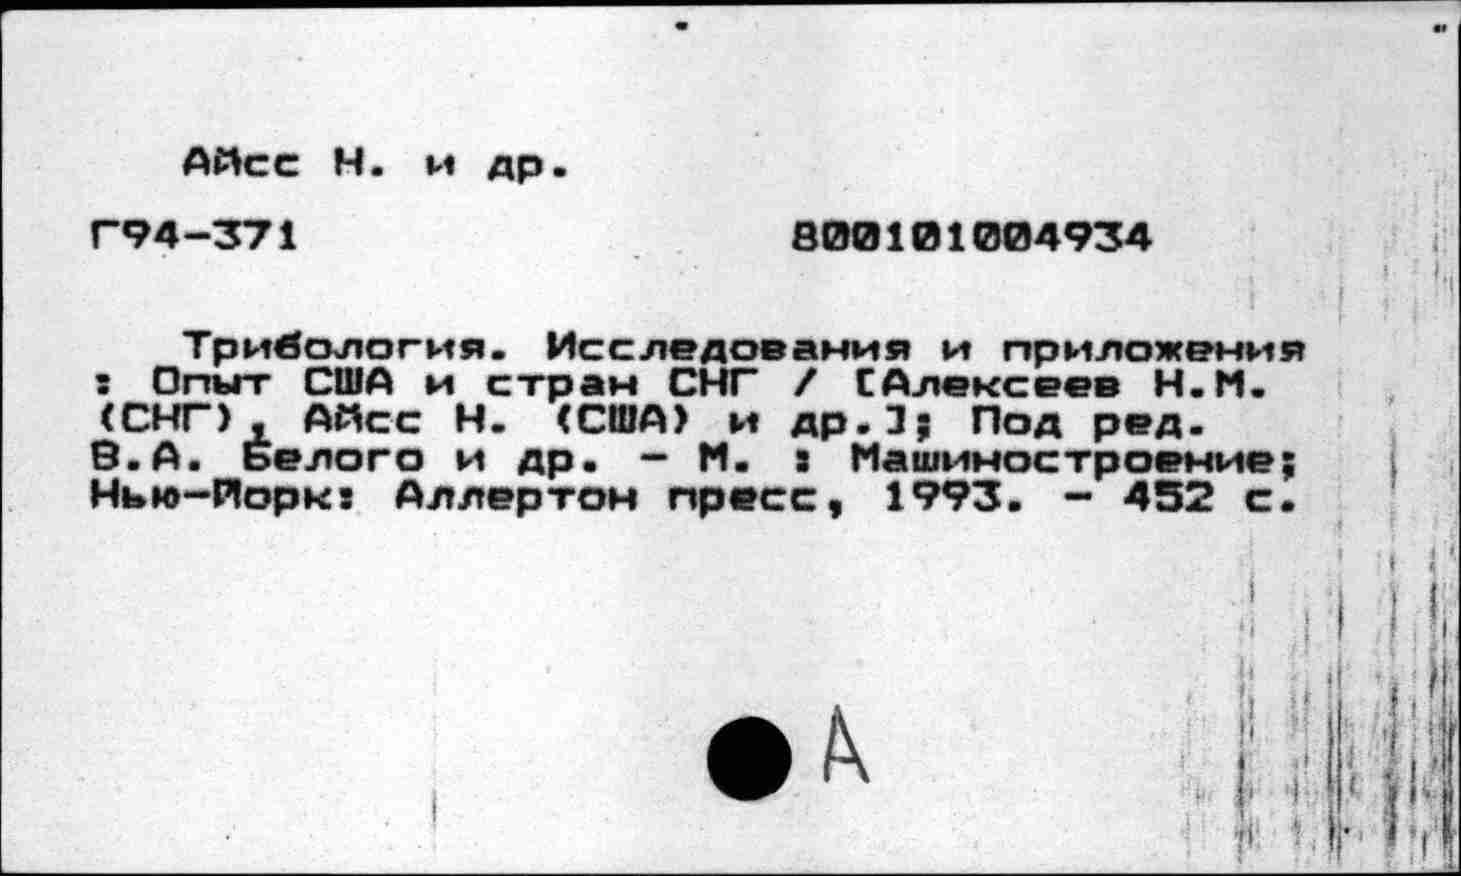 Айсс Н. и др.
Г94-371 800101004934
Трибология. Исследования и приложения
: Опыт США и стран СНГ / [Алексеев Н.М.
(СНГ), Айсс Н. (США) и др.]; Под ред.
В.А. Белого и др. - М. : Машиностроение;
Нью-Йорк: Аллертон пресс, 1993. - 452 с.
А